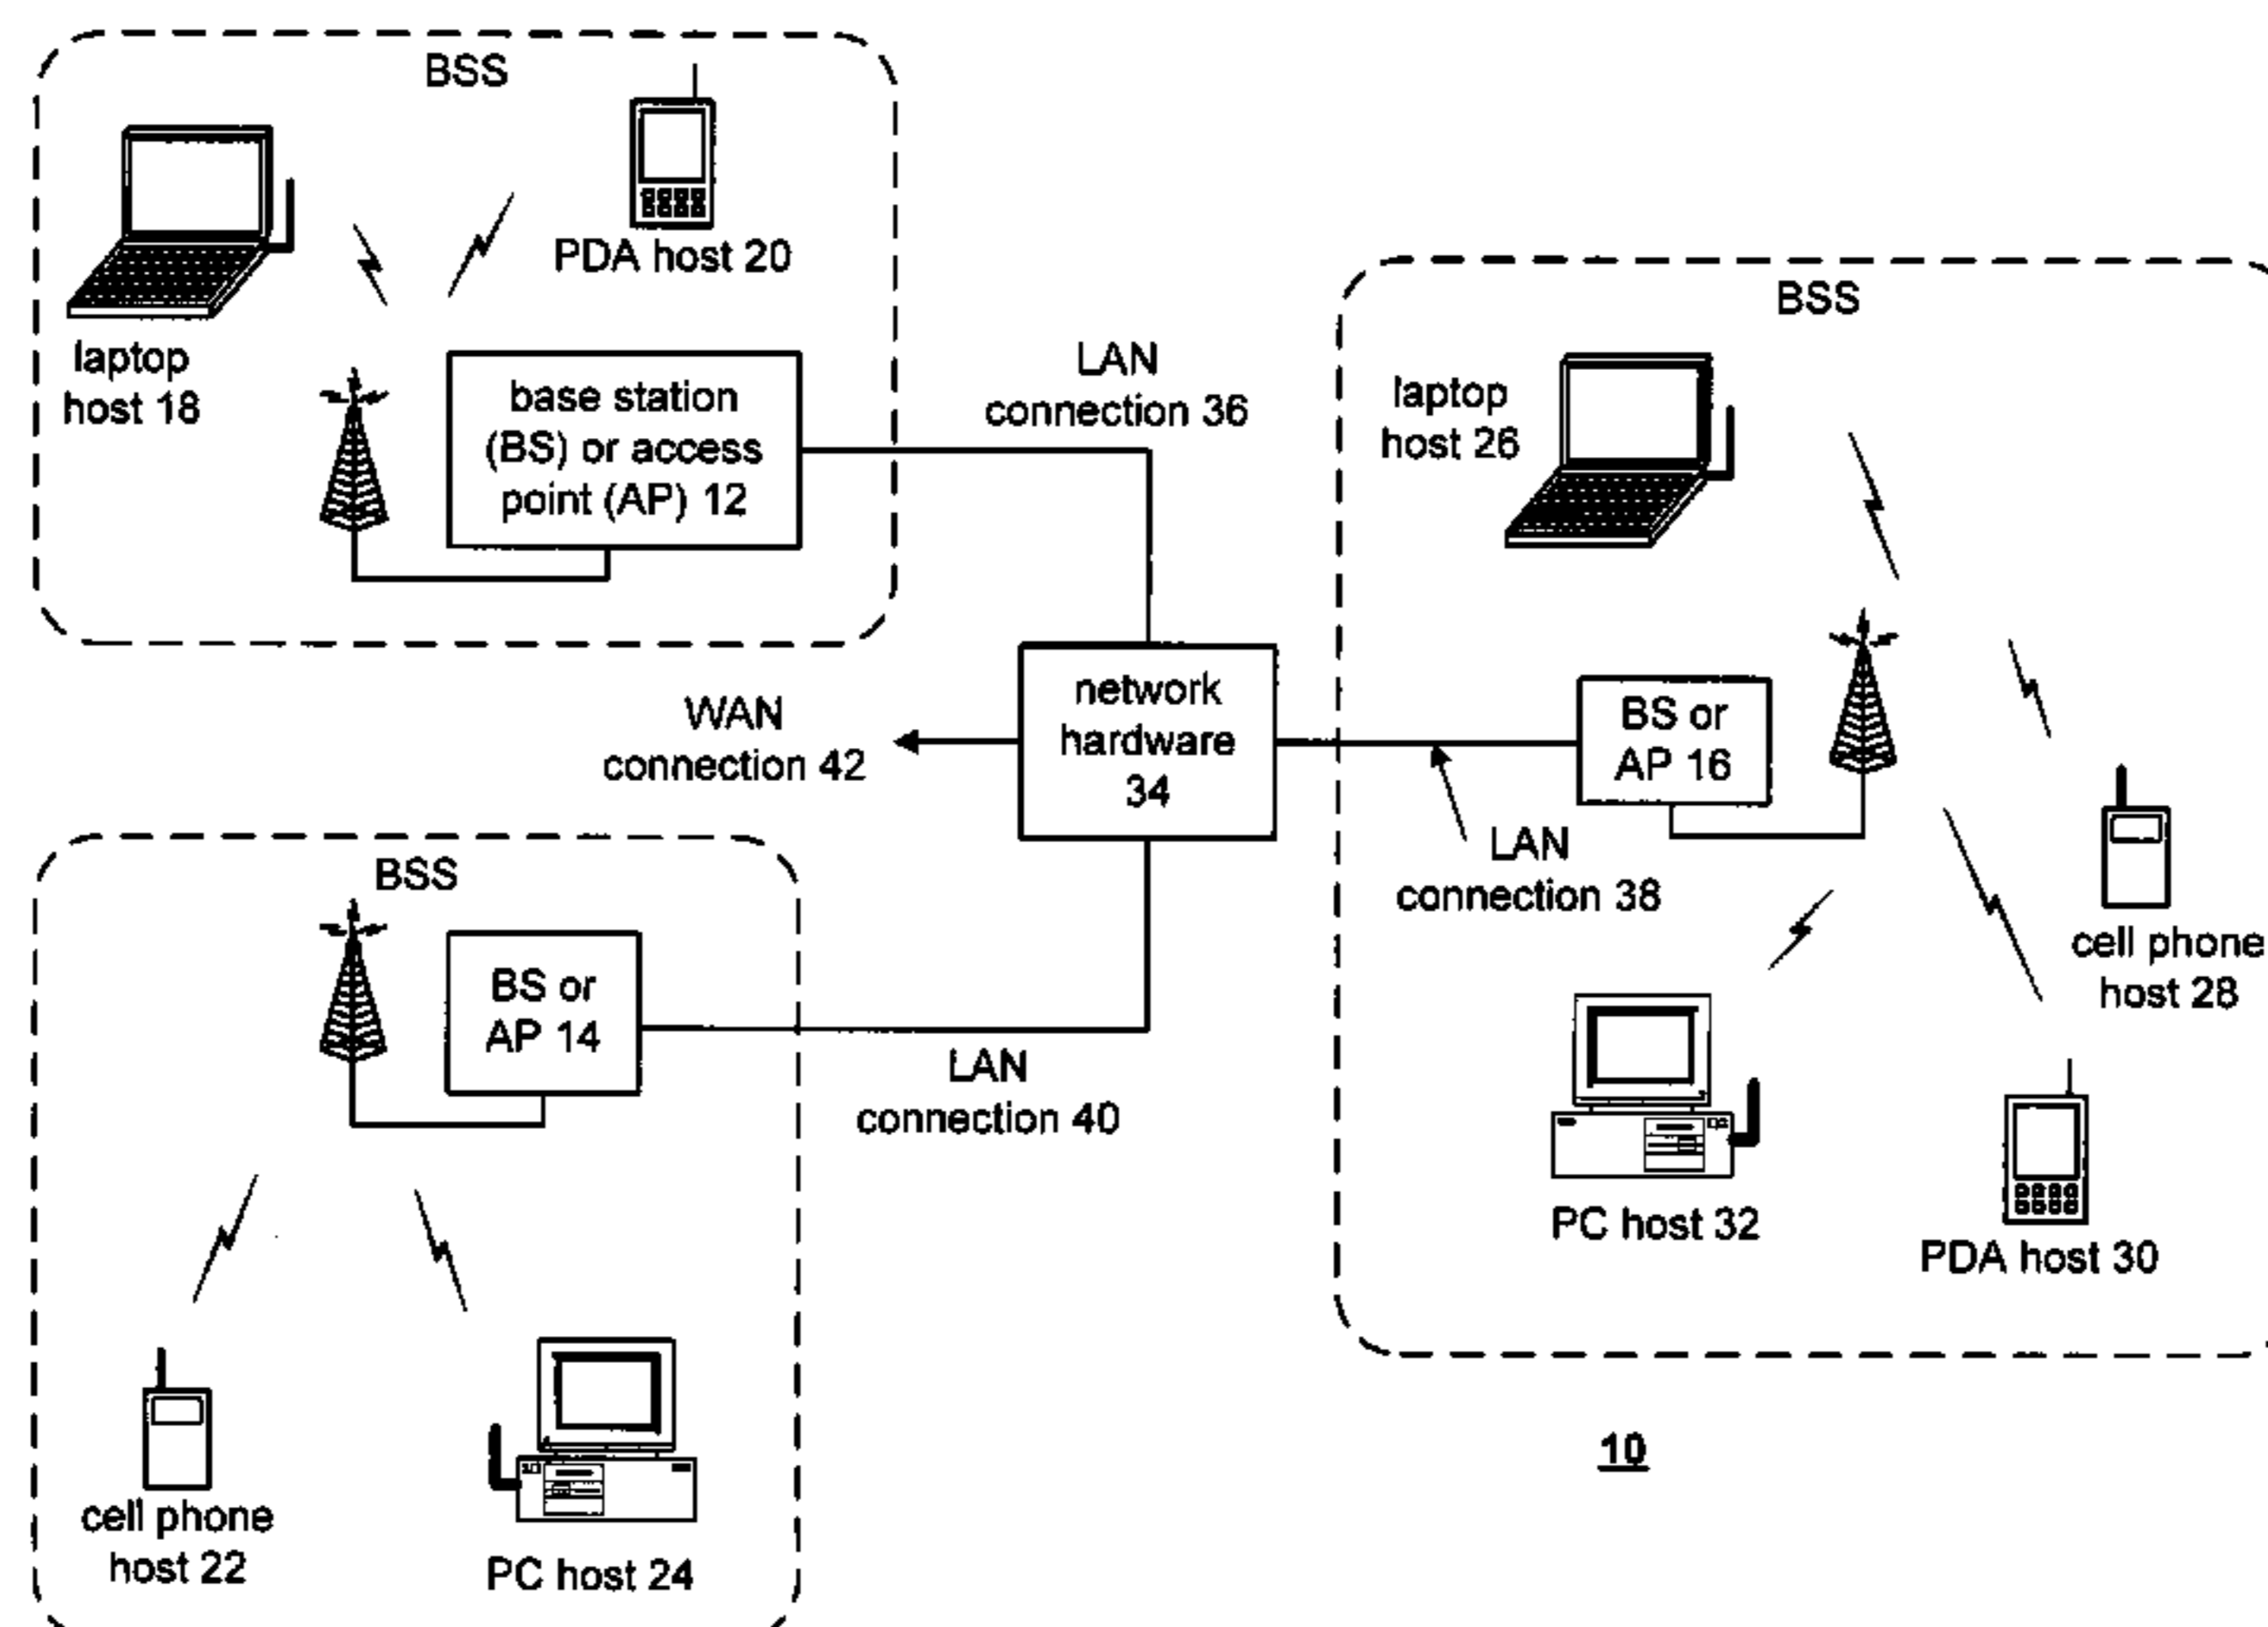 BSS
PDA host 20
laptop
host 18
base station
(BS) or access
point (AP) 12
LAN
connection 36
BSS
laptop
host 26
network
hardware
34
WAN
connection 42
BS or
AP 16
LAN
connection 38
cell phone
host 28
BSS
BS or
AP 14
LAN
connection 40
PC host 32
PDA host 30
cell phone
host 22
PC host 24
10